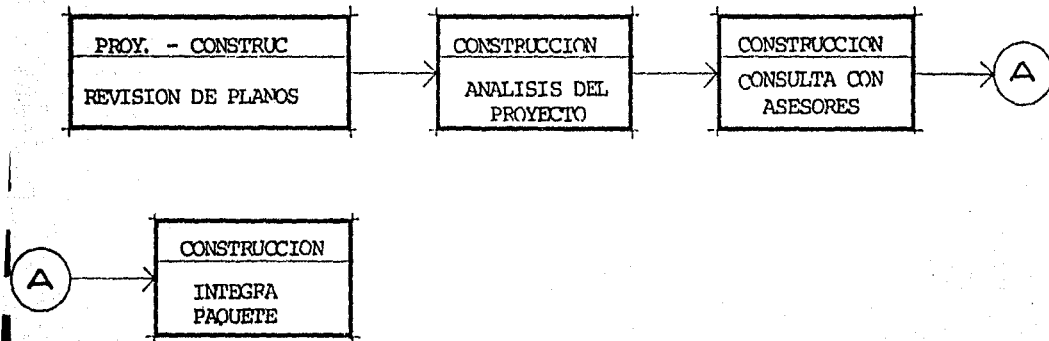 PROY. - CONSTRUC
REVISION DE PLANOS
CONSTRUCCION
ANALISIS DEL
PROYECTO
CONSTRUCCION
CONSULTA CON
ASESORES
A
A
CONSTRUCCION
INTEGRA
PAQUETE